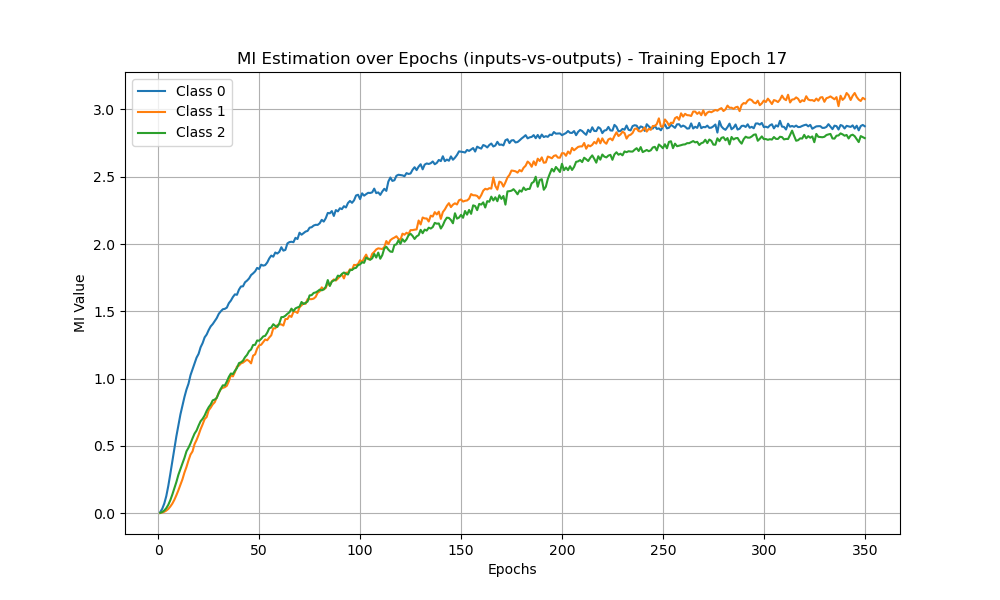 MI Estimation over Epochs (inputs-vs-outputs) - Training Epoch 17
Class 0
Class 1
Class 2
MI Value
3.0
2.5
2.0
1.5
1.0
0.5
0.0
0 50 100 150 200 250 300 350
Epochs